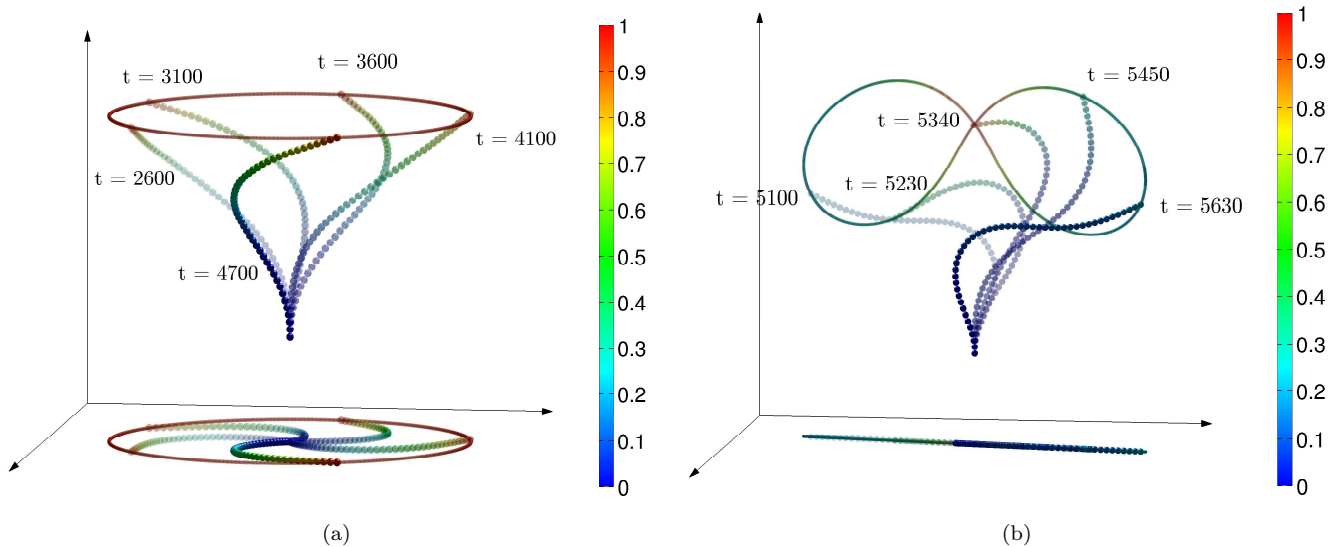 t = 3100
t = 3600
t = 4100
t = 2600
t = 4700
1
0.9
0.8
0.7
0.6
0.5
0.4
0.3
0.2
0.1
0
(a)
t = 5450
t = 5340
t = 5230
t = 5100
t = 5630
1
0.9
0.8
0.7
0.6
0.5
0.4
0.3
0.2
0.1
0
(b)